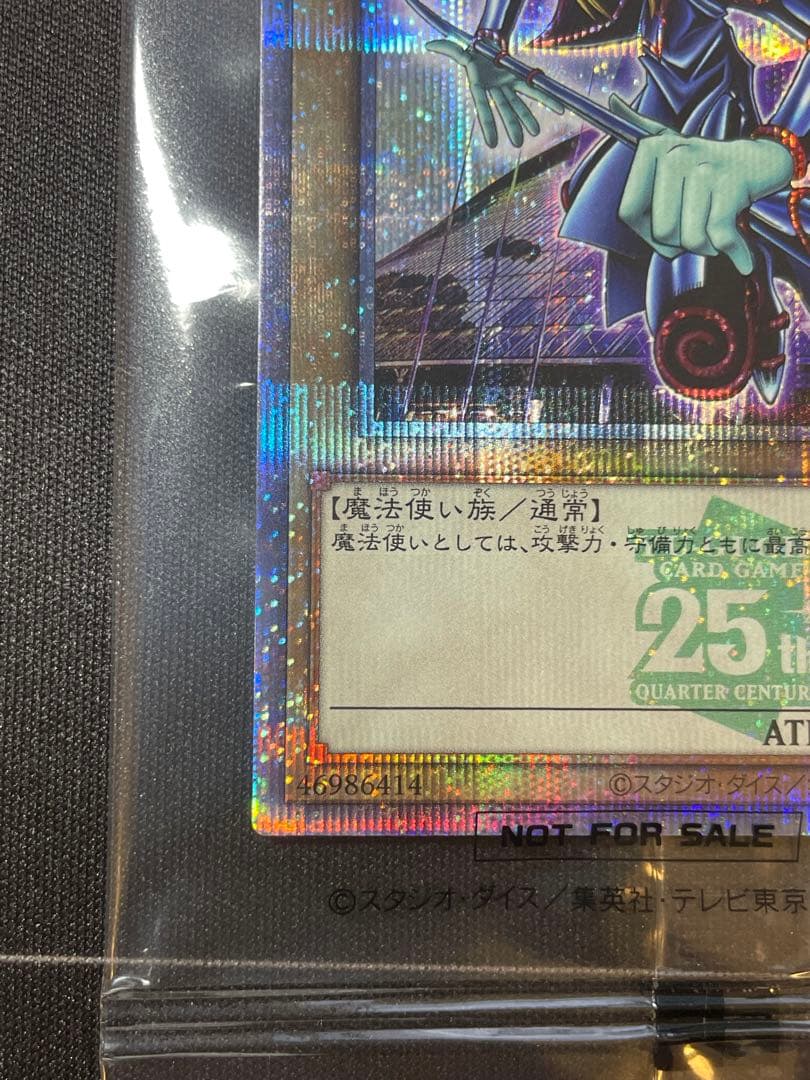 【魔法使い族／通常】
魔法使いとしては、攻撃力・守備力ともに最高
CARD GAME
25th
QUARTER CENTUR
ATK
46986414
©スタジオ・ダイス／
NOT FOR SALE
©スタジオ・ダイス／集英社・テレビ東京